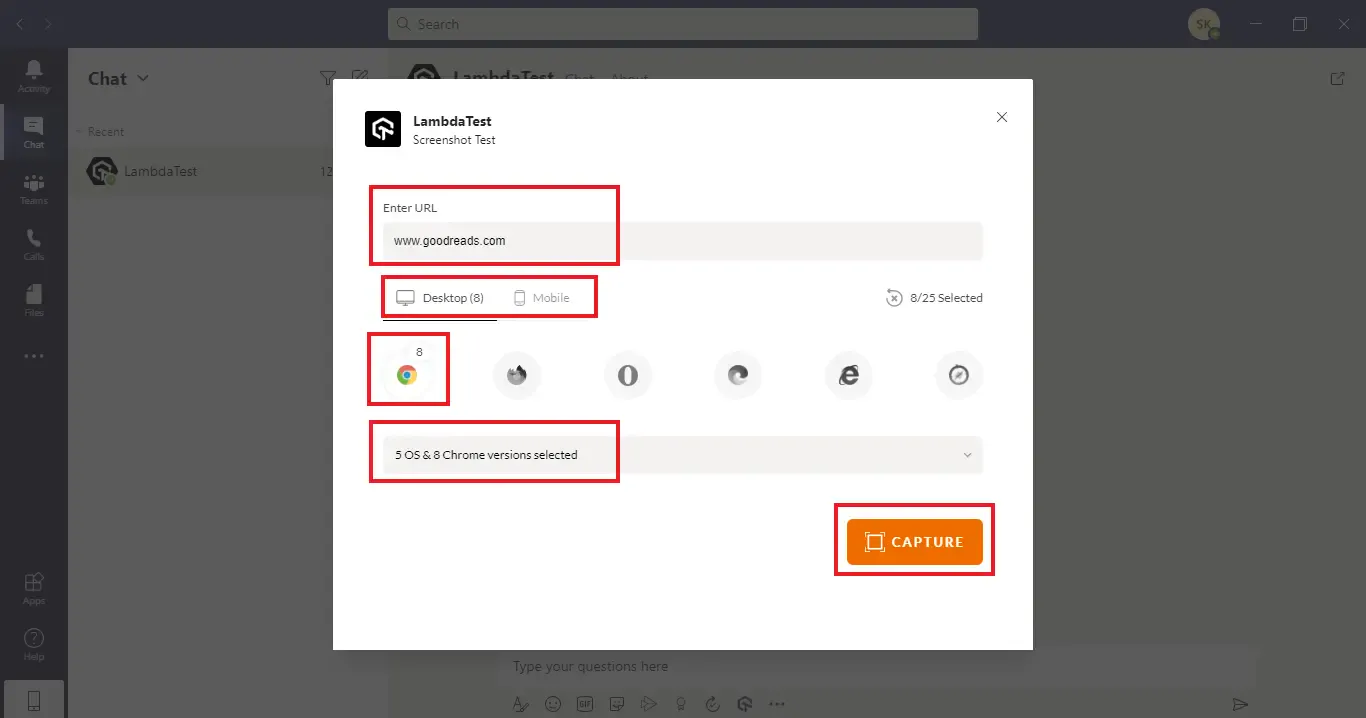 Search
SK
Activity
Chat
Teams
Calls
Files
Apps
Help
Chat
Recent
LambdaTest
12
LambdaTest Chat About
LambdaTest
Screenshot Test
Enter URL
www.goodreads.com
Desktop (8)
Mobile
8/25 Selected
8
5 OS & 8 Chrome versions selected
CAPTURE
Type your questions here
GIF